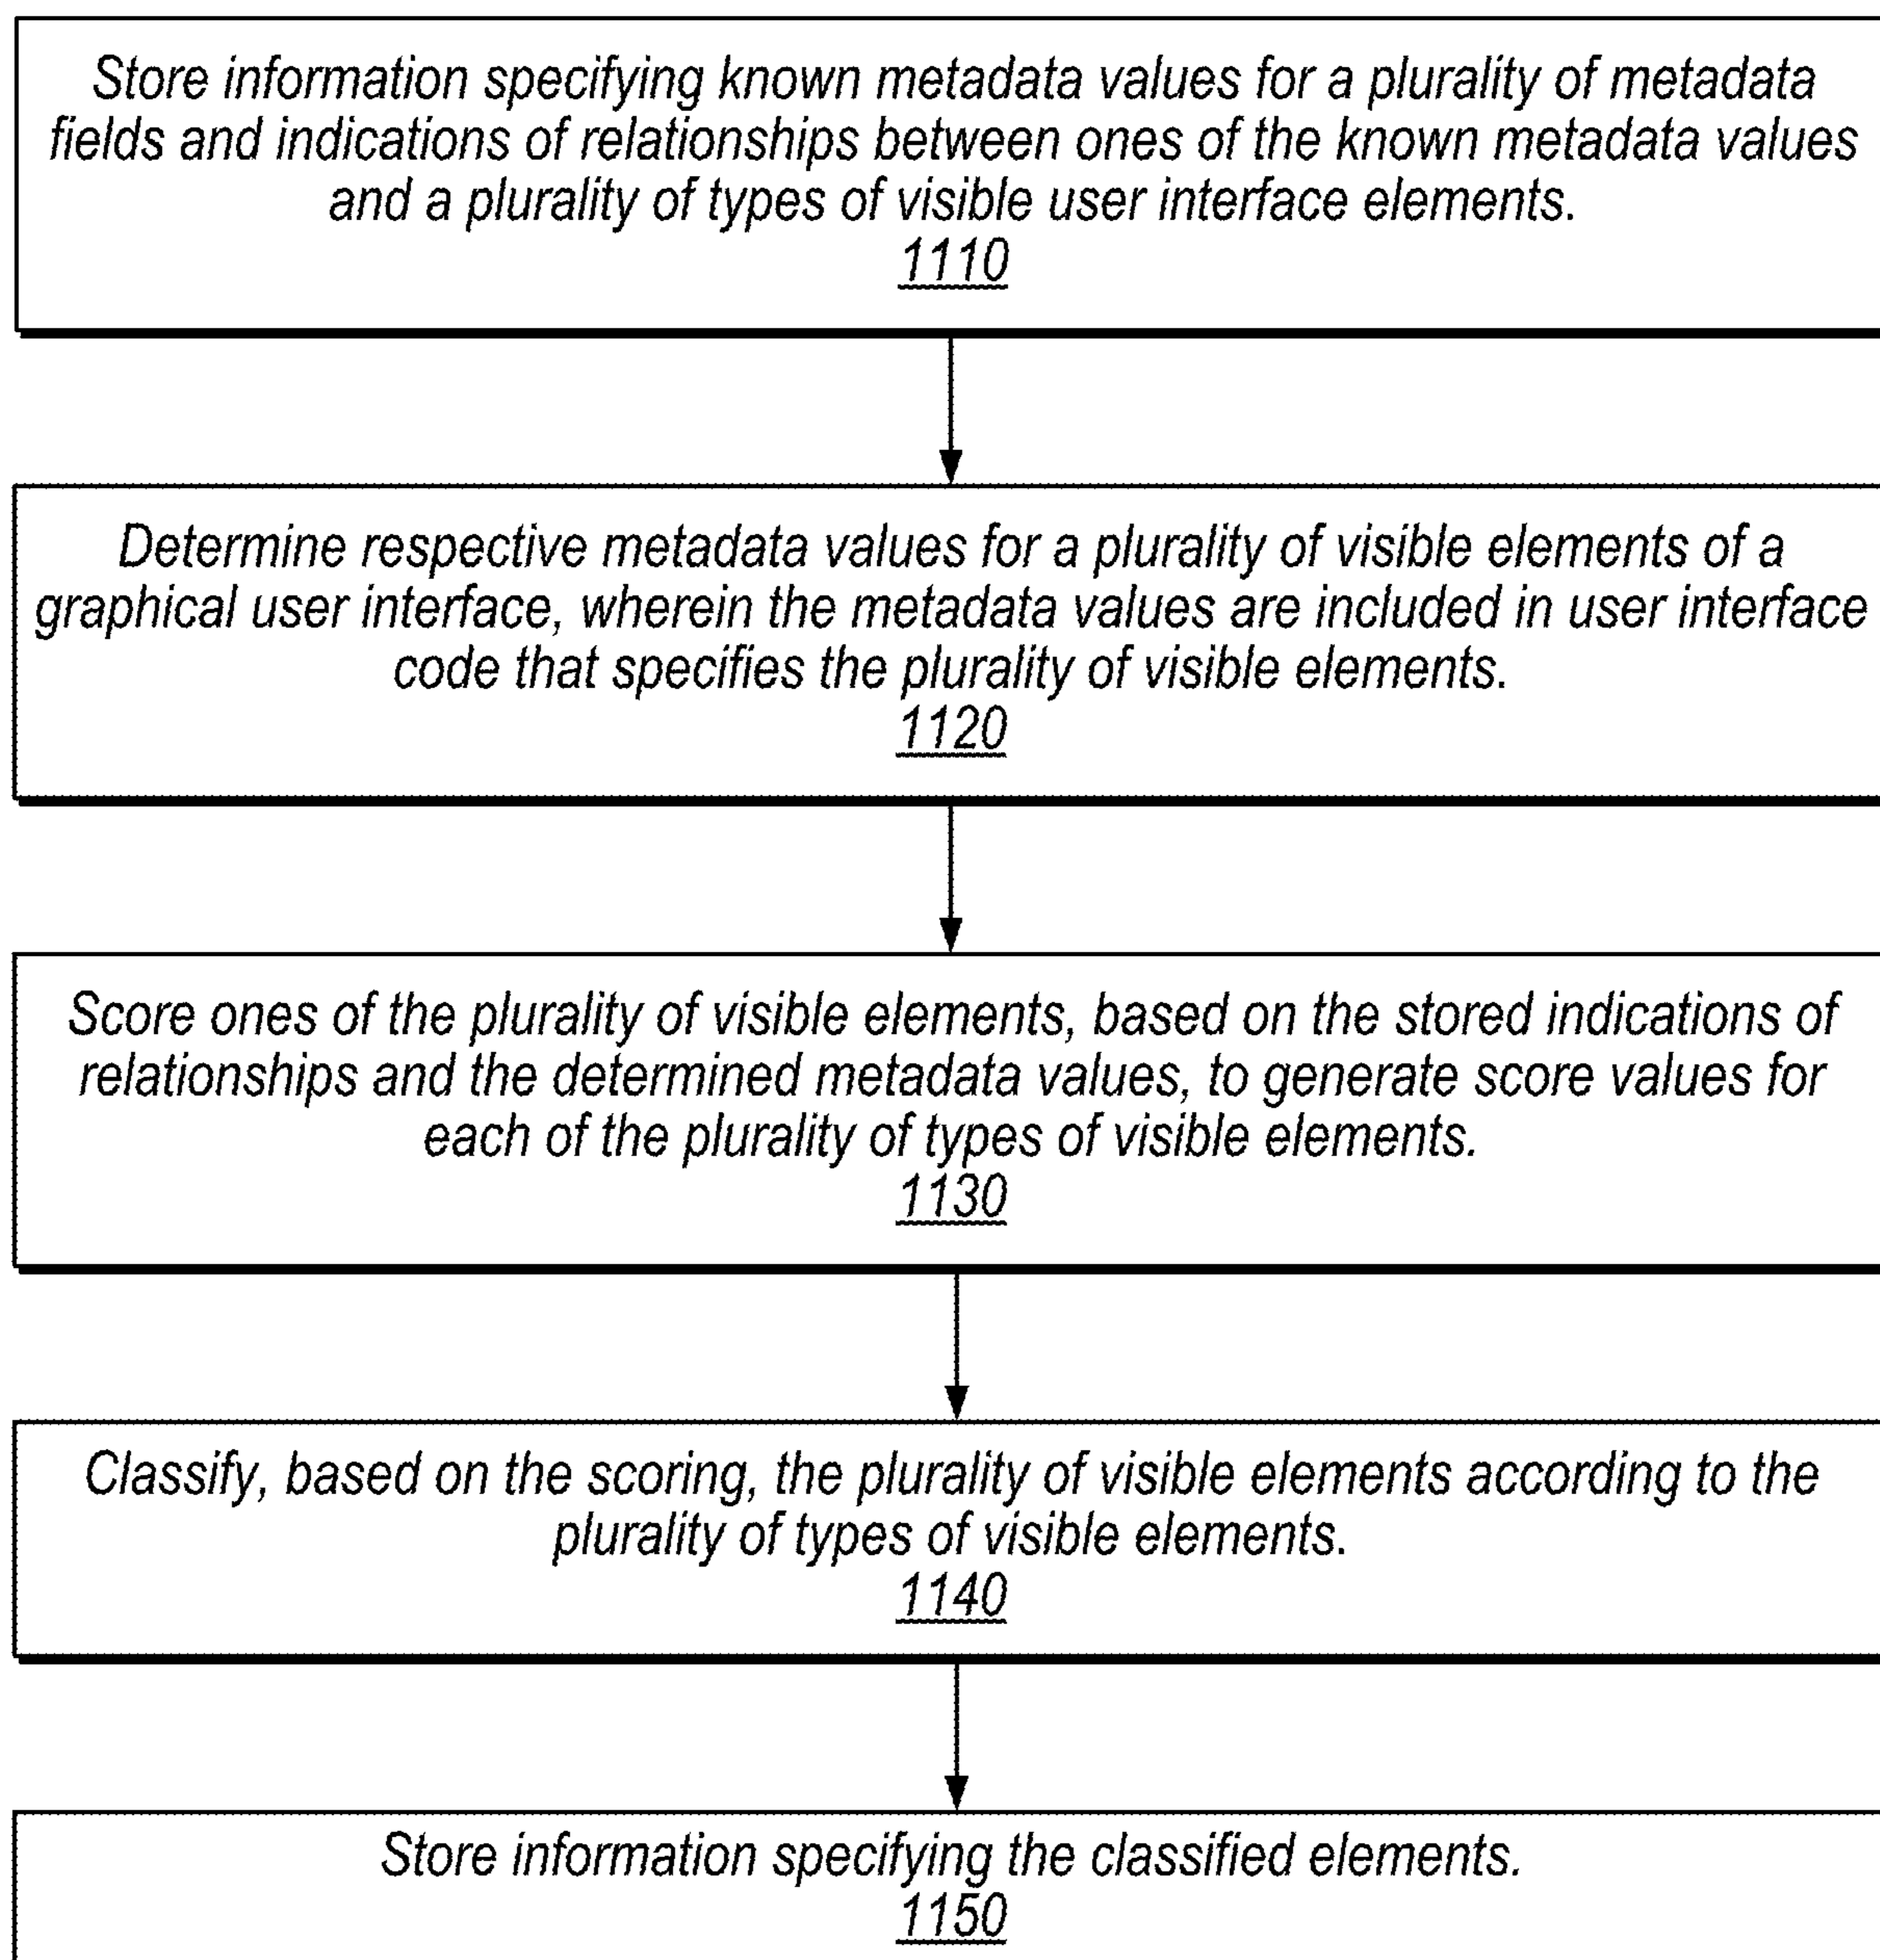 Store information specifying known metadata values for a plurality of metadata
fields and indications of relationships between ones of the known metadata values
and a plurality of types of visible user interface elements.
1110
Determine respective metadata values for a plurality of visible elements of a
graphical user interface, wherein the metadata values are included in user interface
code that specifies the plurality of visible elements.
1120
Score ones of the plurality of visible elements, based on the stored indications of
relationships and the determined metadata values, to generate score values for
each of the plurality of types of visible elements.
1130
Classify, based on the scoring, the plurality of visible elements according to the
plurality of types of visible elements.
1140
Store information specifying the classified elements.
1150